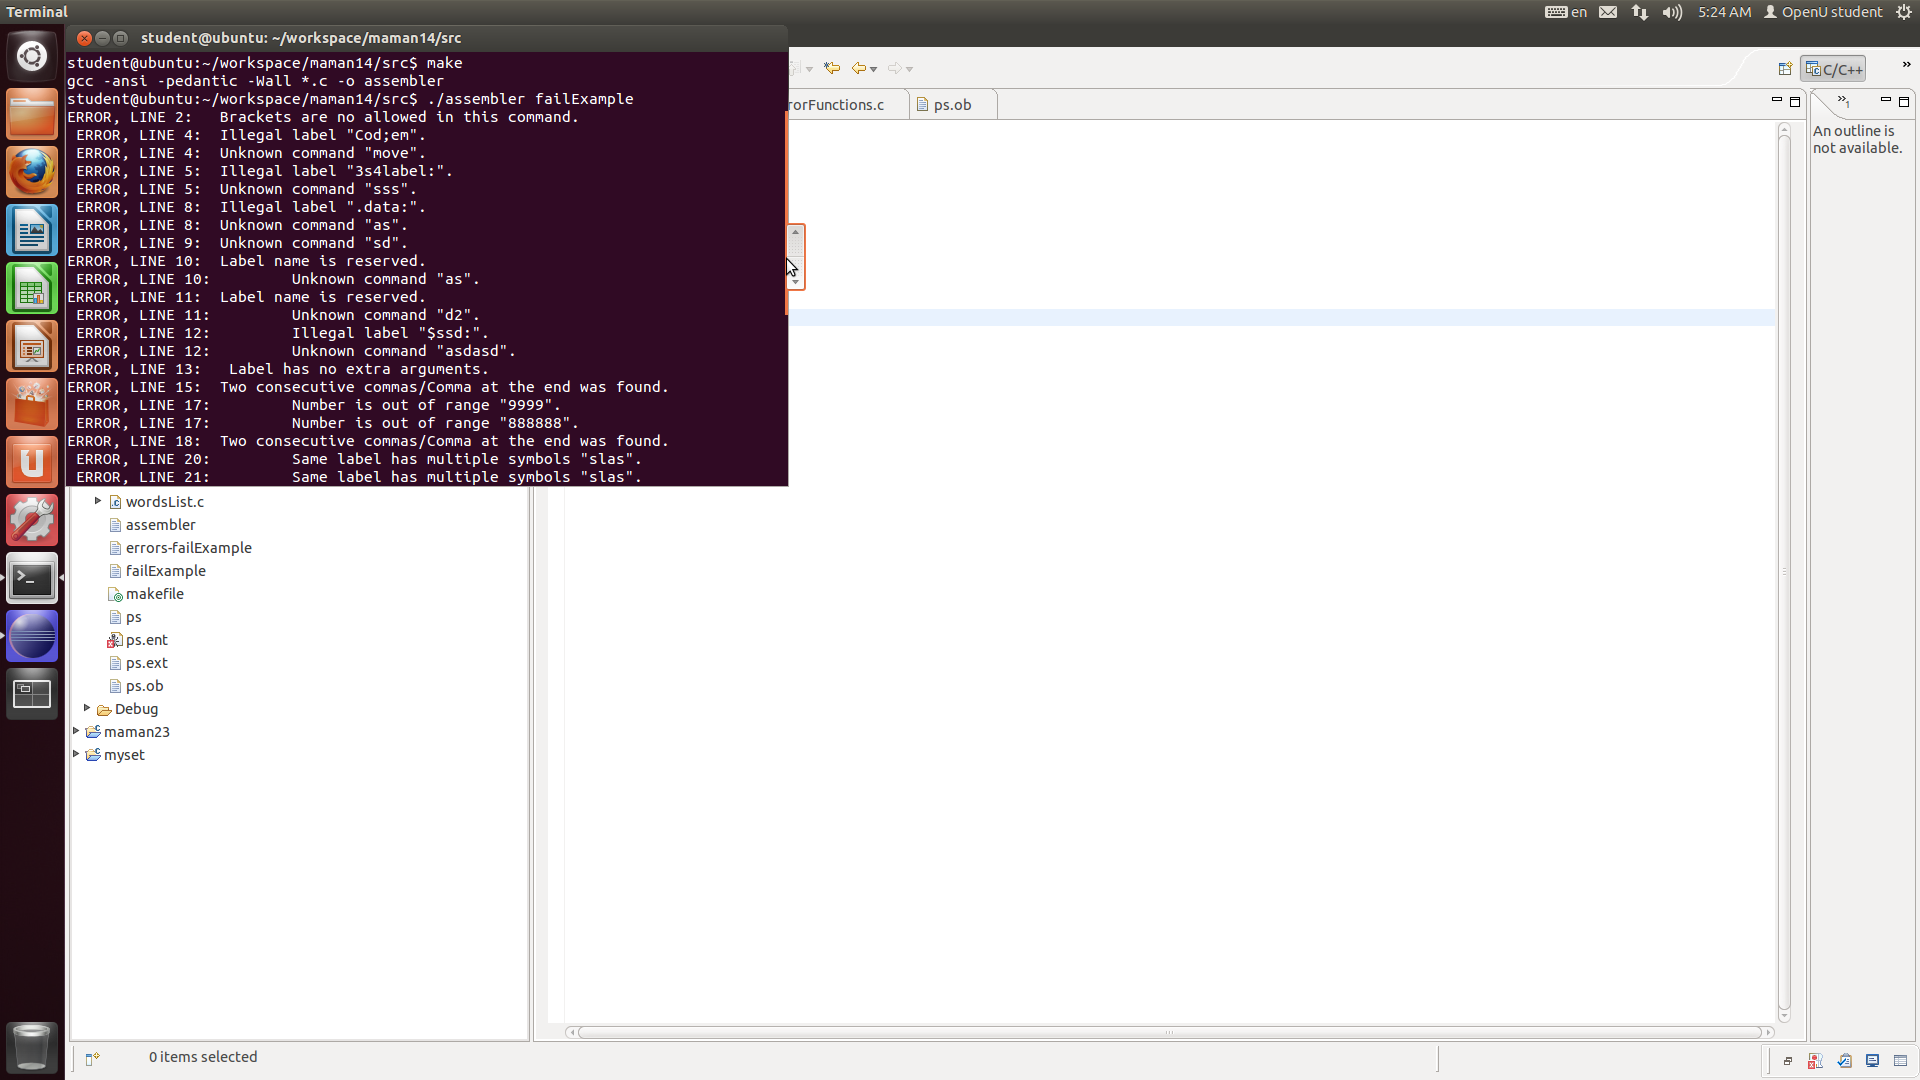 Terminal
en
5:24 AM
OpenU student
student@ubuntu: ~/workspace/maman14/src
student@ubuntu:~/workspace/maman14/src$ make
gcc -ansi -pedantic -Wall *.c -o assembler
student@ubuntu:~/workspace/maman14/src$ ./assembler failExample
ERROR, LINE 2:   Brackets are no allowed in this command.
 ERROR, LINE 4:  Illegal label "Cod;em".
 ERROR, LINE 4:  Unknown command "move".
 ERROR, LINE 5:  Illegal label "3s4label:".
 ERROR, LINE 5:  Unknown command "sss".
 ERROR, LINE 8:  Illegal label ".data:".
 ERROR, LINE 8:  Unknown command "as".
 ERROR, LINE 9:  Unknown command "sd".
ERROR, LINE 10:  Label name is reserved.
 ERROR, LINE 10:         Unknown command "as".
ERROR, LINE 11:  Label name is reserved.
 ERROR, LINE 11:         Unknown command "d2".
 ERROR, LINE 12:         Illegal label "$ssd:".
 ERROR, LINE 12:         Unknown command "asdasd".
ERROR, LINE 13:   Label has no extra arguments.
ERROR, LINE 15:  Two consecutive commas/Comma at the end was found.
 ERROR, LINE 17:         Number is out of range "9999".
 ERROR, LINE 17:         Number is out of range "888888".
ERROR, LINE 18:  Two consecutive commas/Comma at the end was found.
 ERROR, LINE 20:         Same label has multiple symbols "slas".
 ERROR, LINE 21:         Same label has multiple symbols "slas".
C/C++
rorFunctions.c
ps.ob
An outline is
not available.
wordsList.c
assembler
errors-failExample
failExample
makefile
ps
ps.ent
ps.ext
ps.ob
Debug
maman23
myset
0 items selected